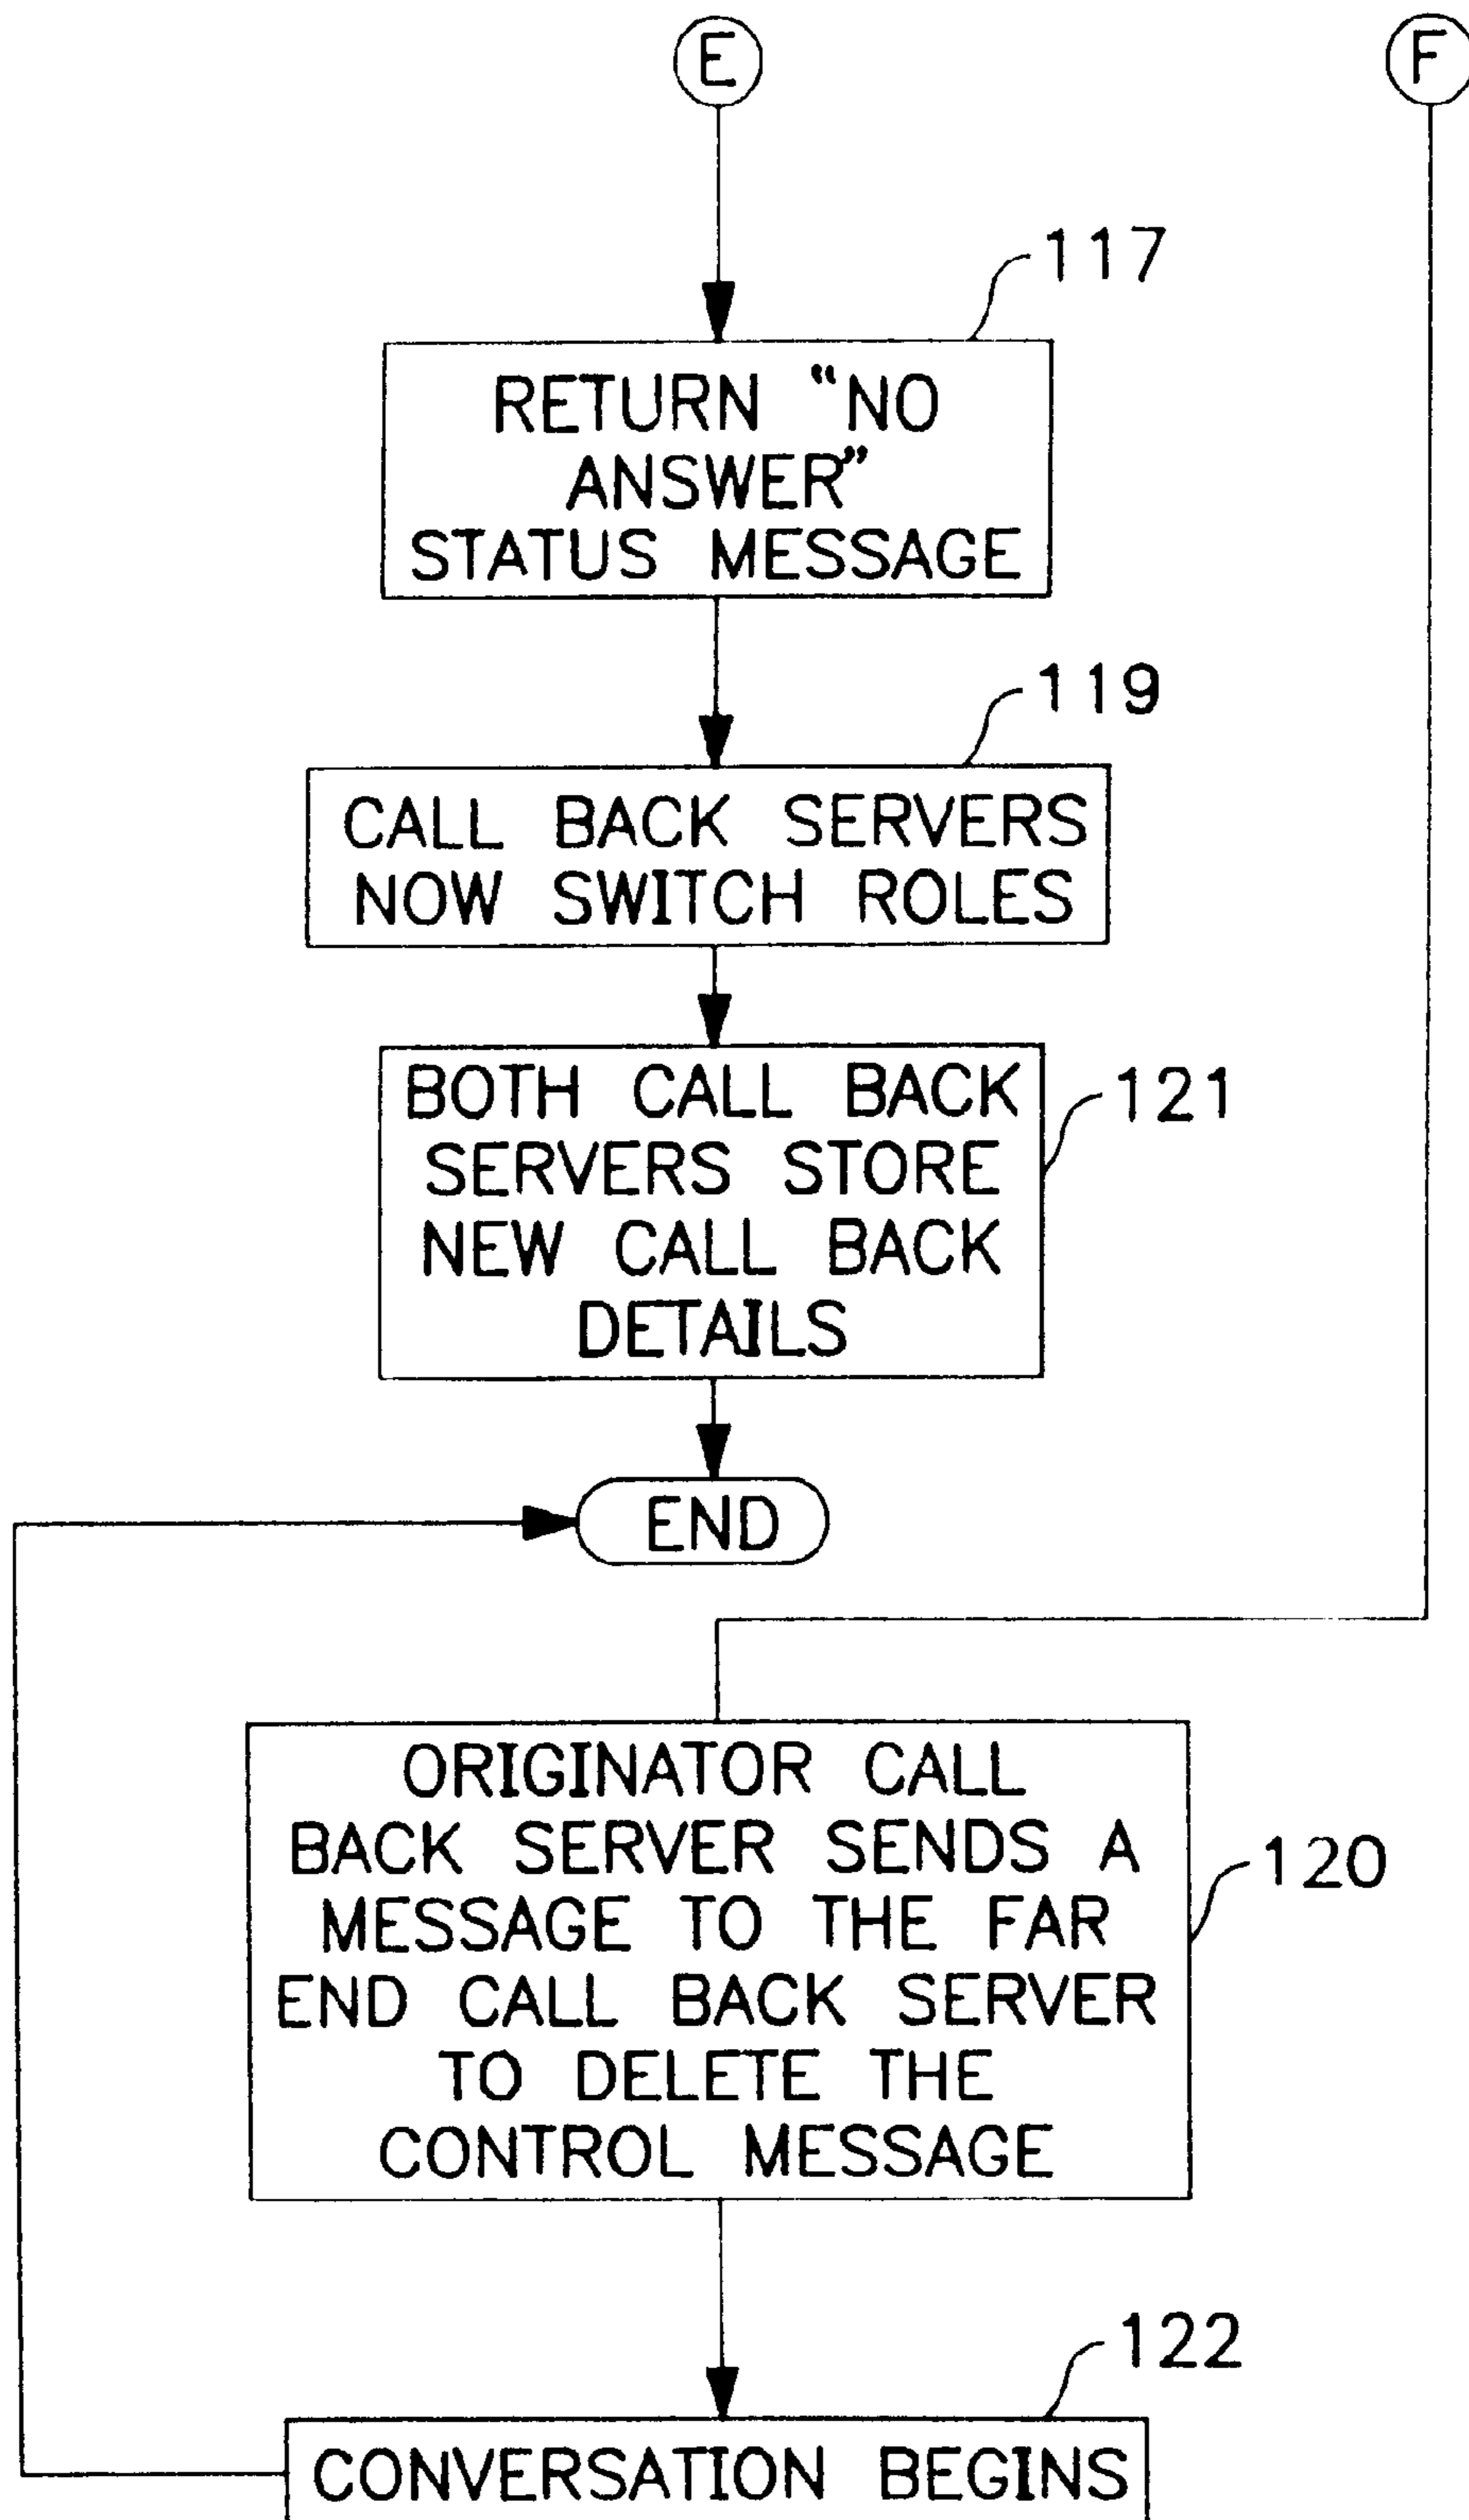 E
F
117
RETURN “NO
ANSWER”
STATUS MESSAGE
119
CALL BACK SERVERS
NOW SWITCH ROLES
121
BOTH CALL BACK
SERVERS STORE
NEW CALL BACK
DETAILS
END
120
ORIGINATOR CALL
BACK SERVER SENDS A
MESSAGE TO THE FAR
END CALL BACK SERVER
TO DELETE THE
CONTROL MESSAGE
122
CONVERSATION BEGINS